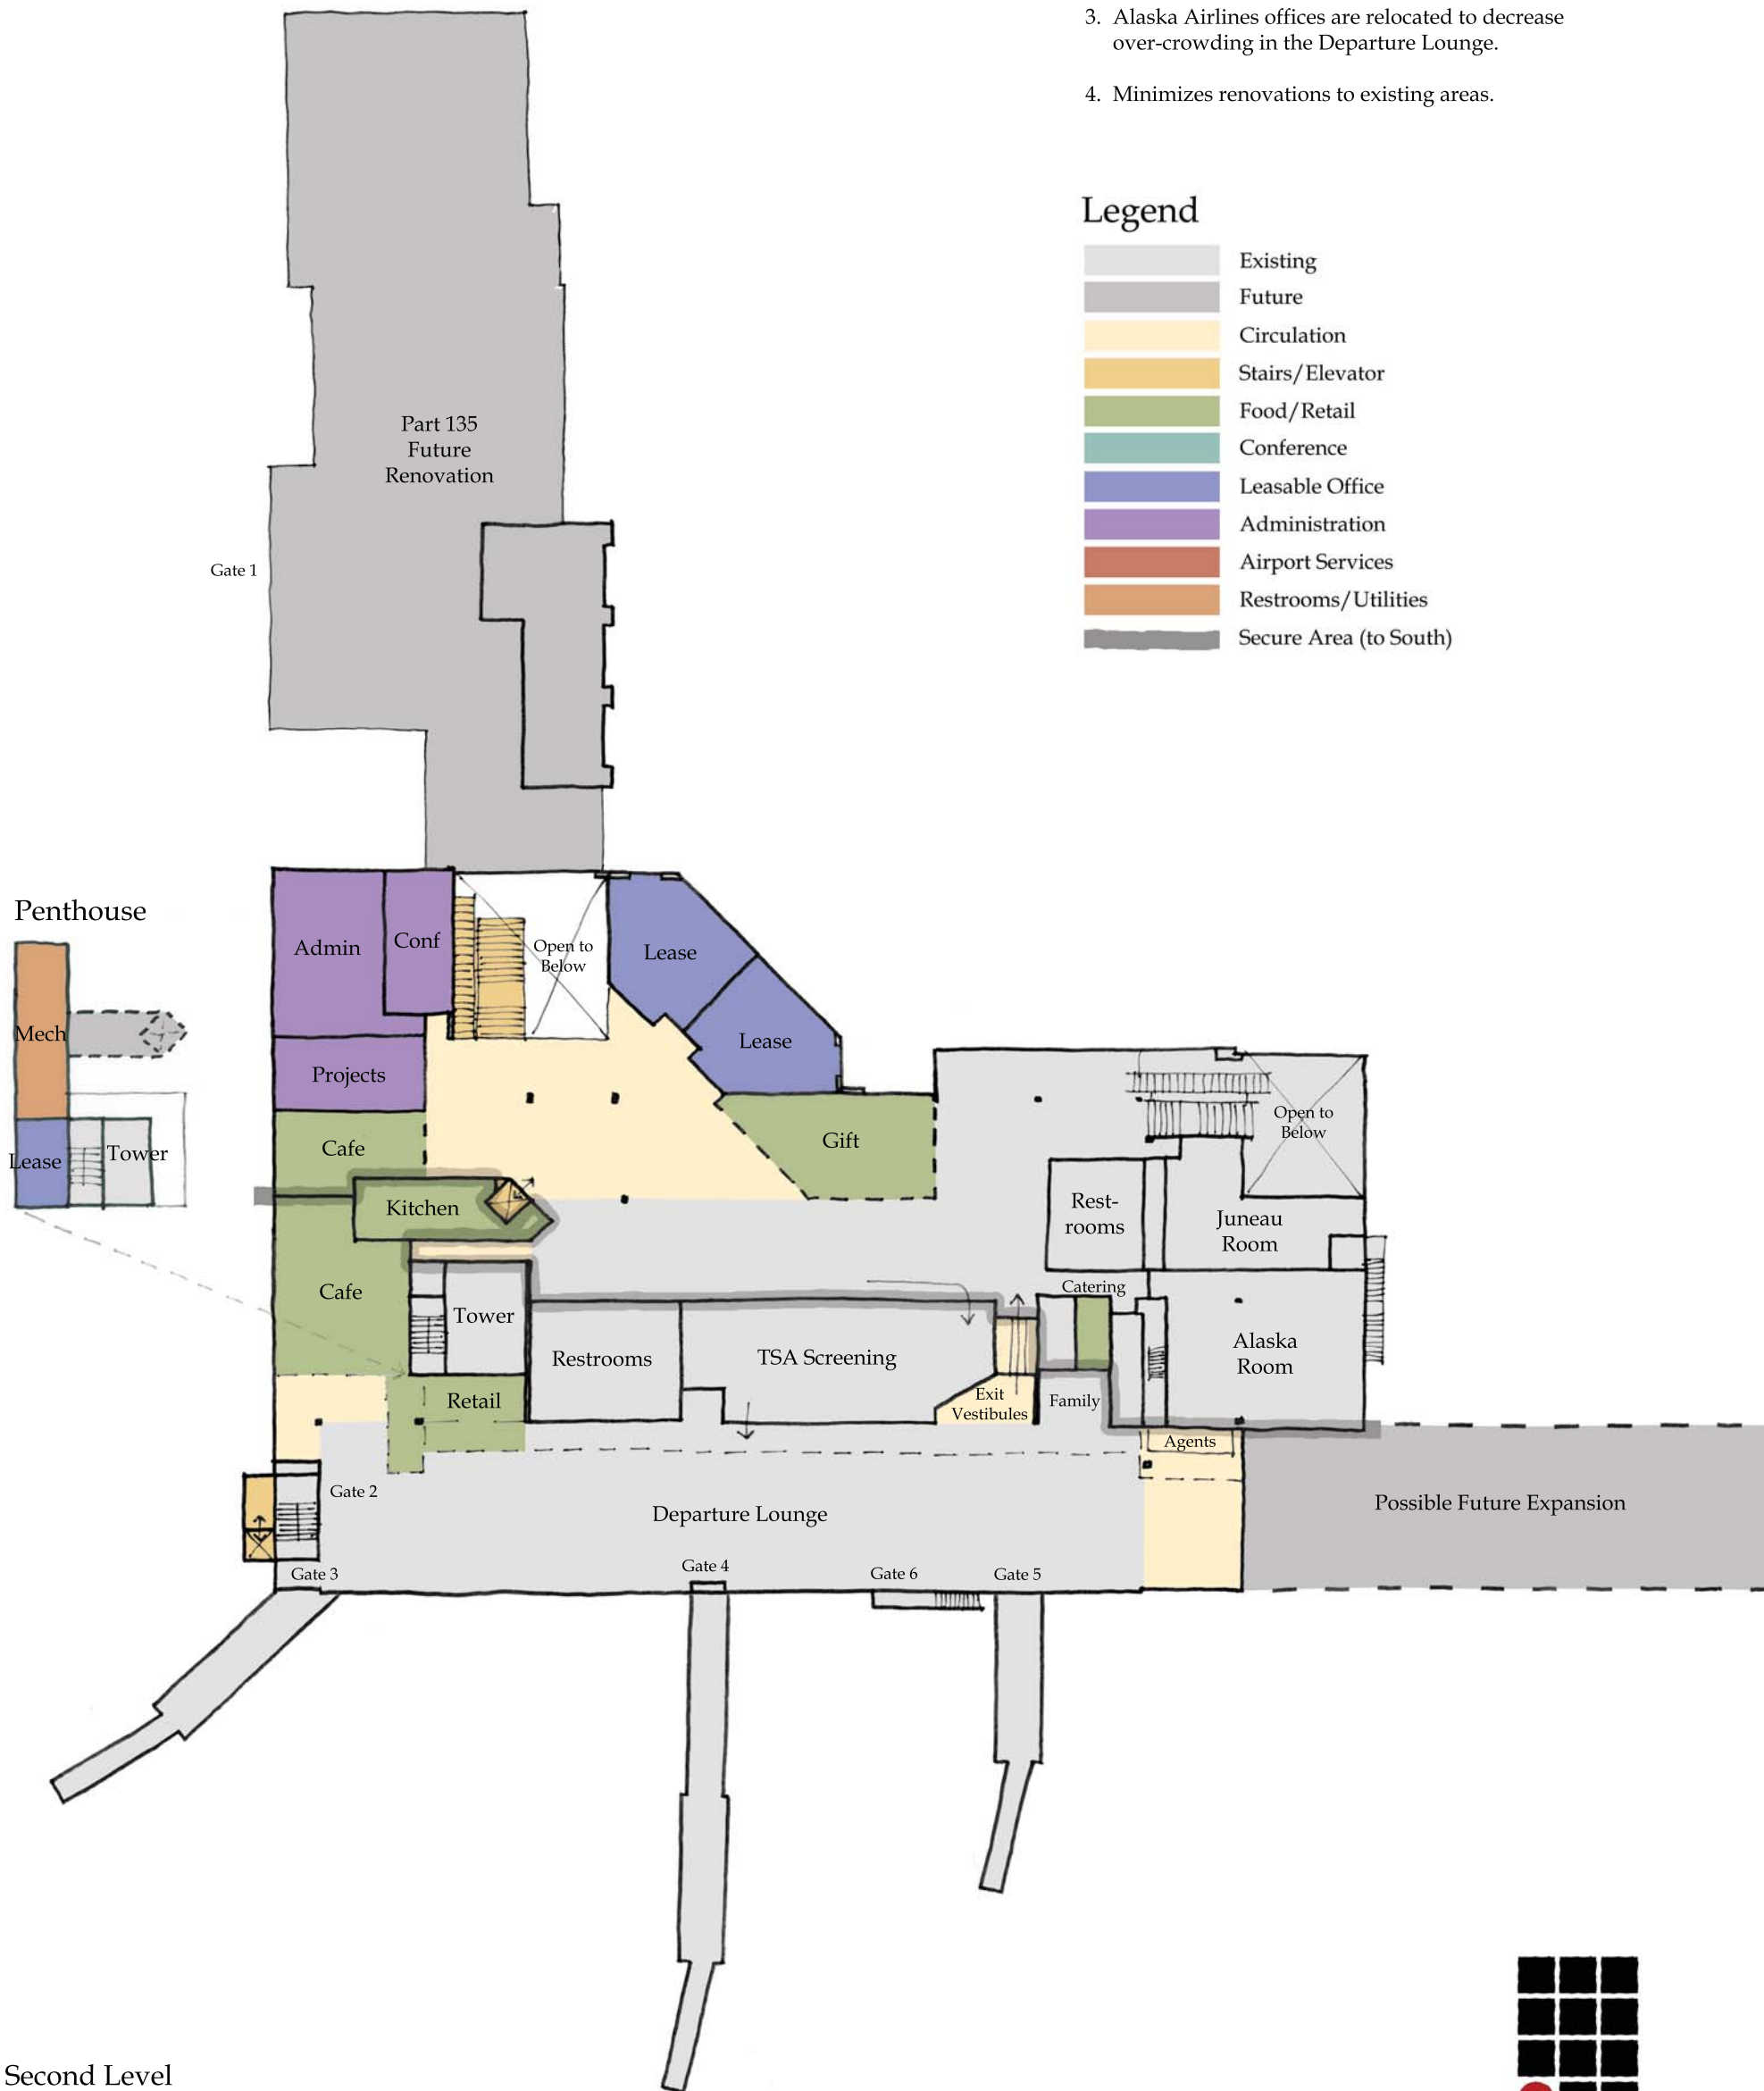 3. Alaska Airlines offices are relocated to decrease
over-crowding in the Departure Lounge.
4. Minimizes renovations to existing areas.
Legend
Existing
Future
Circulation
Stairs/Elevator
Food/Retail
Conference
Leasable Office
Administration
Airport Services
Restrooms/Utilities
Secure Area (to South)
Part 135
Future
Renovation
Gate 1
Penthouse
Mech
Lease
Tower
Admin
Conf
Open to
Below
Lease
Lease
Projects
Cafe
Gift
Kitchen
Open to
Below
Rest-
rooms
Juneau
Room
Cafe
Tower
Catering
Restrooms
TSA Screening
Alaska
Room
Retail
Exit
Vestibules
Family
Agents
Gate 2
Departure Lounge
Possible Future Expansion
Gate 3
Gate 4
Gate 6
Gate 5
Second Level